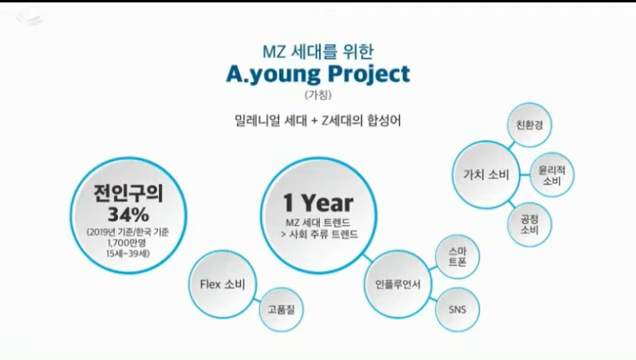 MZ 세대를 위한
A.young Project
(가칭)
밀레니얼 세대 + Z세대의 합성어
전인구의
34%
(2019년 기준/한국 기준
1,700만명
15세~39세)
1 Year
MZ 세대 트렌드
> 사회 주류 트렌드
Flex 소비
고품질
인플루언서
스마
트폰
SNS
가치 소비
친환경
윤리적
소비
공정
소비